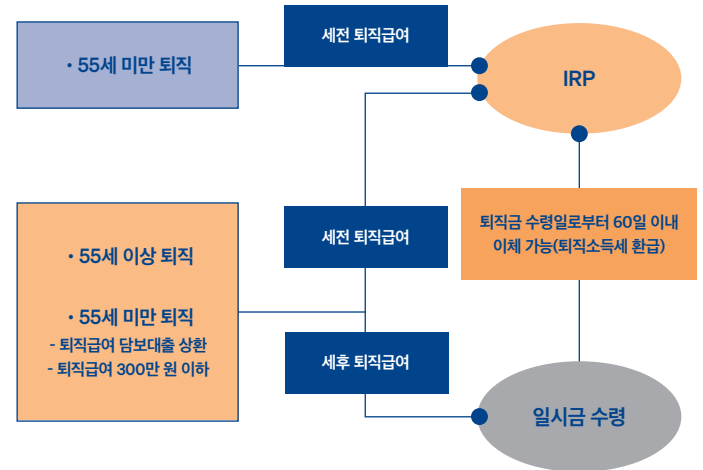 세전 퇴직급여
• 55세 미만 퇴직
IRP
세전 퇴직급여
퇴직금 수령일로부터 60일 이내
이체 가능(퇴직소득세 환급)
• 55세 이상 퇴직
• 55세 미만 퇴직
- 퇴직급여 담보대출 상환
- 퇴직급여 300만 원 이하
세후 퇴직급여
일시금 수령